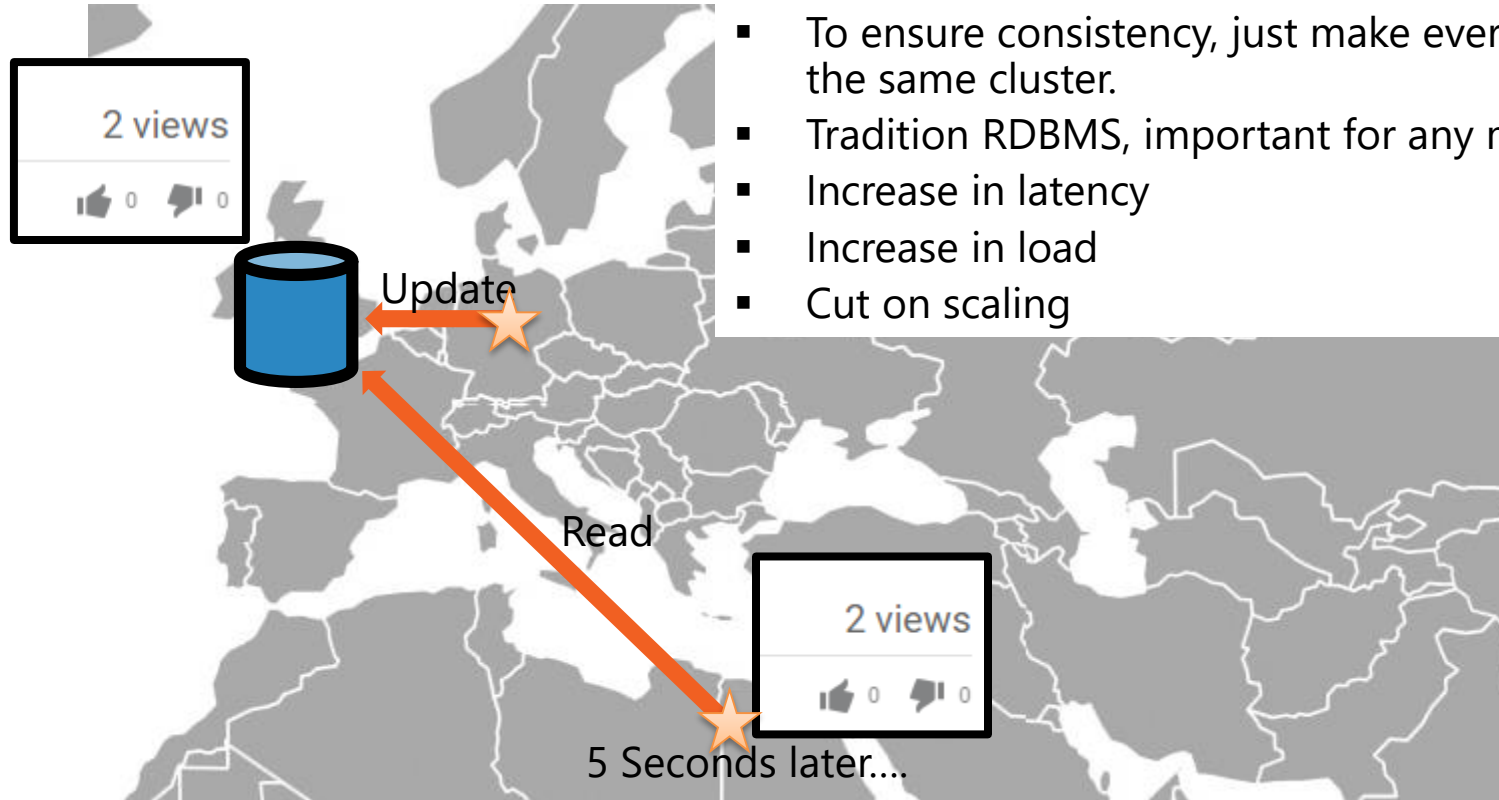 ▪ To ensure consistency, just make ever
the same cluster.
▪ Tradition RDBMS, important for any
▪ Increase in latency
▪ Increase in load
▪ Cut on scaling
2 views
0 0
Update
Read
2 views
0 0
5 Seconds later....